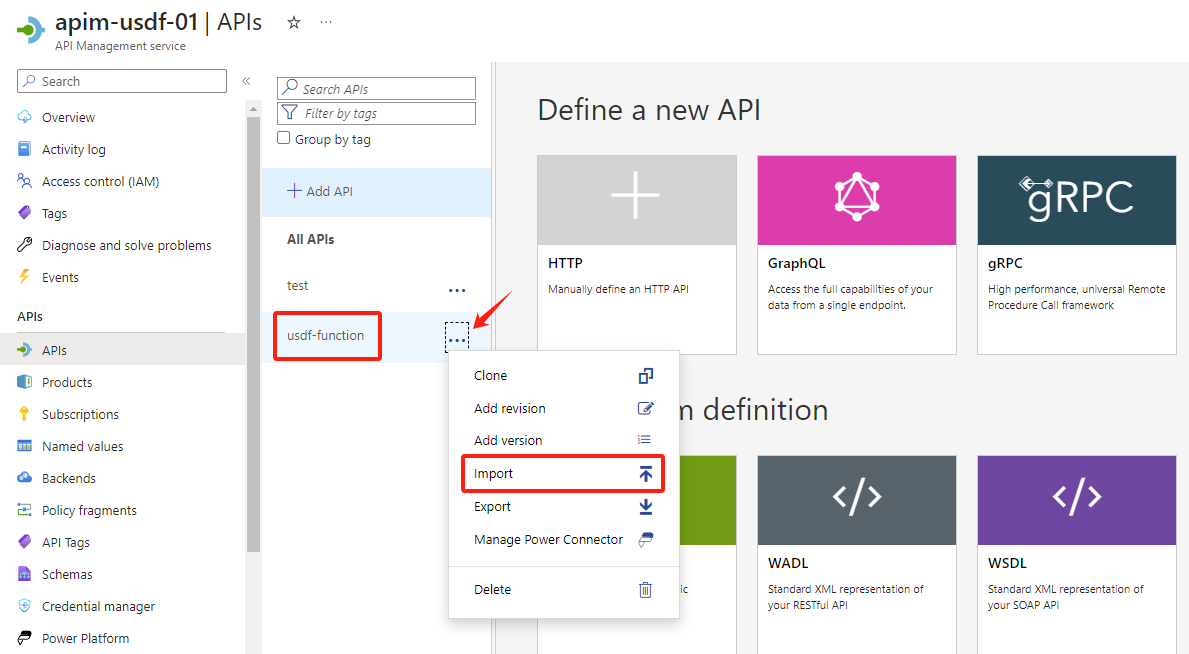 apim-usdf-01 | APIs
API Management service
Search
Overview
Activity log
Access control (IAM)
Tags
Diagnose and solve problems
Events
APIs
APIs
Products
Subscriptions
Named values
Backends
Policy fragments
API Tags
Schemas
Credential manager
Power Platform
Search APIs
Filter by tags
Group by tag
+ Add API
All APIs
test
usdf-function
Clone
Add revision
Add version
Import
Export
Manage Power Connector
Delete
Define a new API
HTTP
Manually define an HTTP API
GraphQL
Access the full capabilities of your
data from a single endpoint.
gRPC
gRPC
High performance, universal Remote
Procedure Call framework
m definition
ic
</>
WADL
Standard XML representation of
your RESTful API
</>
WSDL
Standard XML representation of
your SOAP API